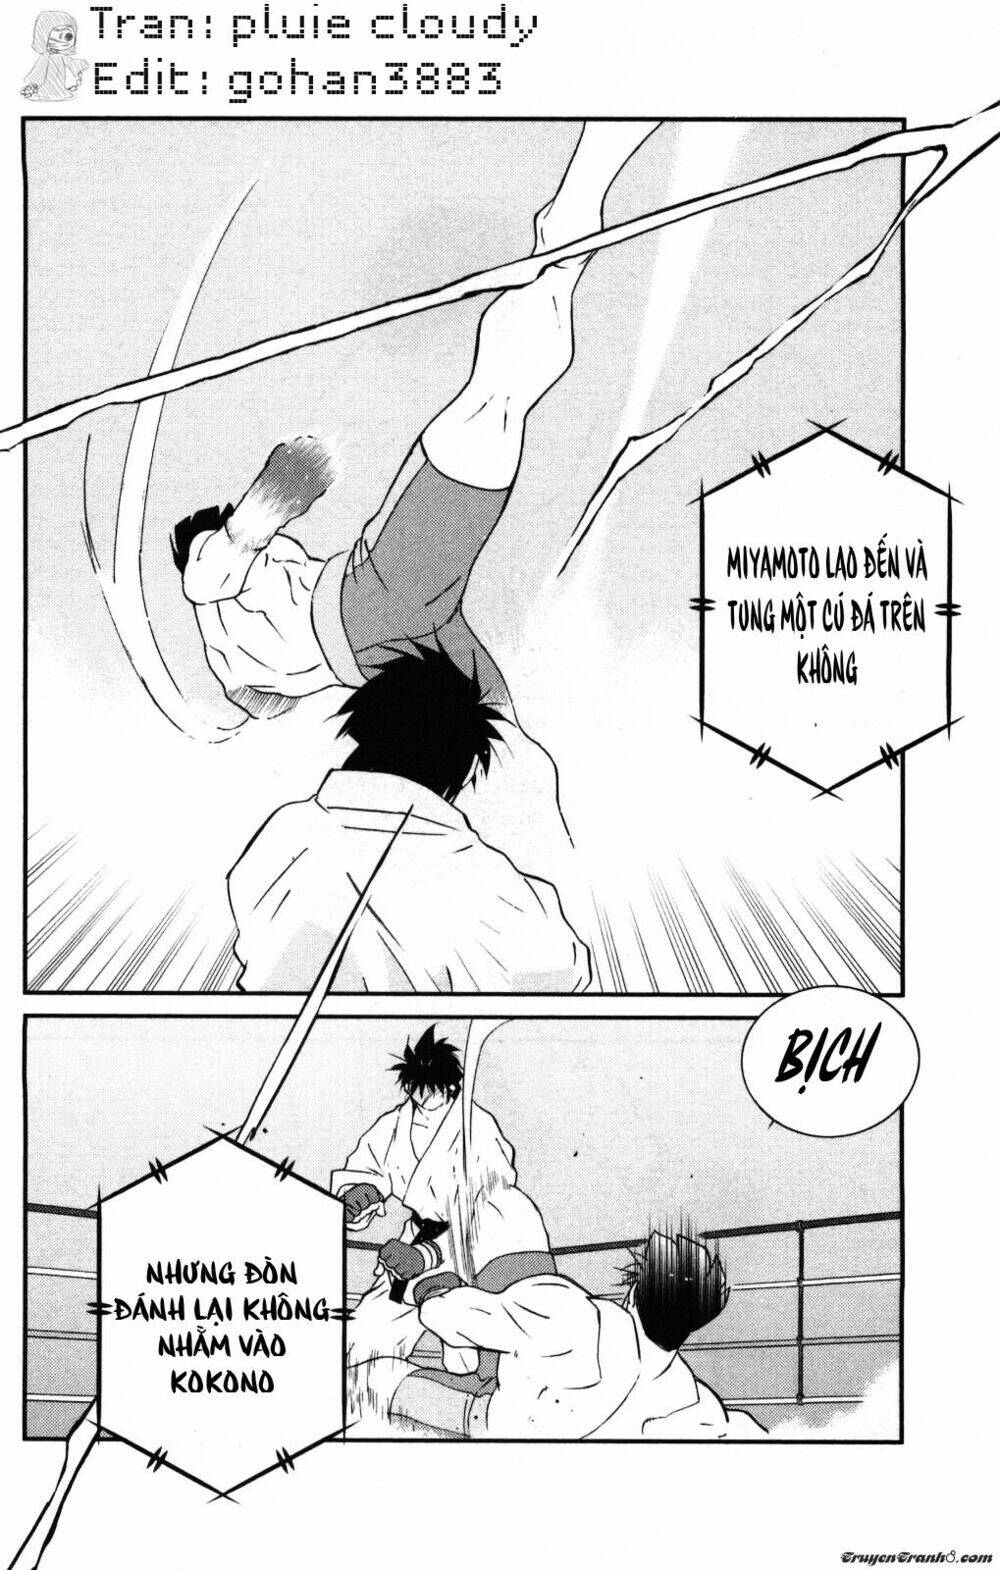 Tran: pluie cloudy
Edit: gohan3883
MIYAMOTO LAO ĐẾN VÀ
TUNG MỘT CÚ ĐÁ TRÊN
KHÔNG
BỊCH
NHƯNG ĐÒN
ĐÁNH LẠI KHÔNG
NHẰM VÀO
KOKONO
TruyenTranh8.com